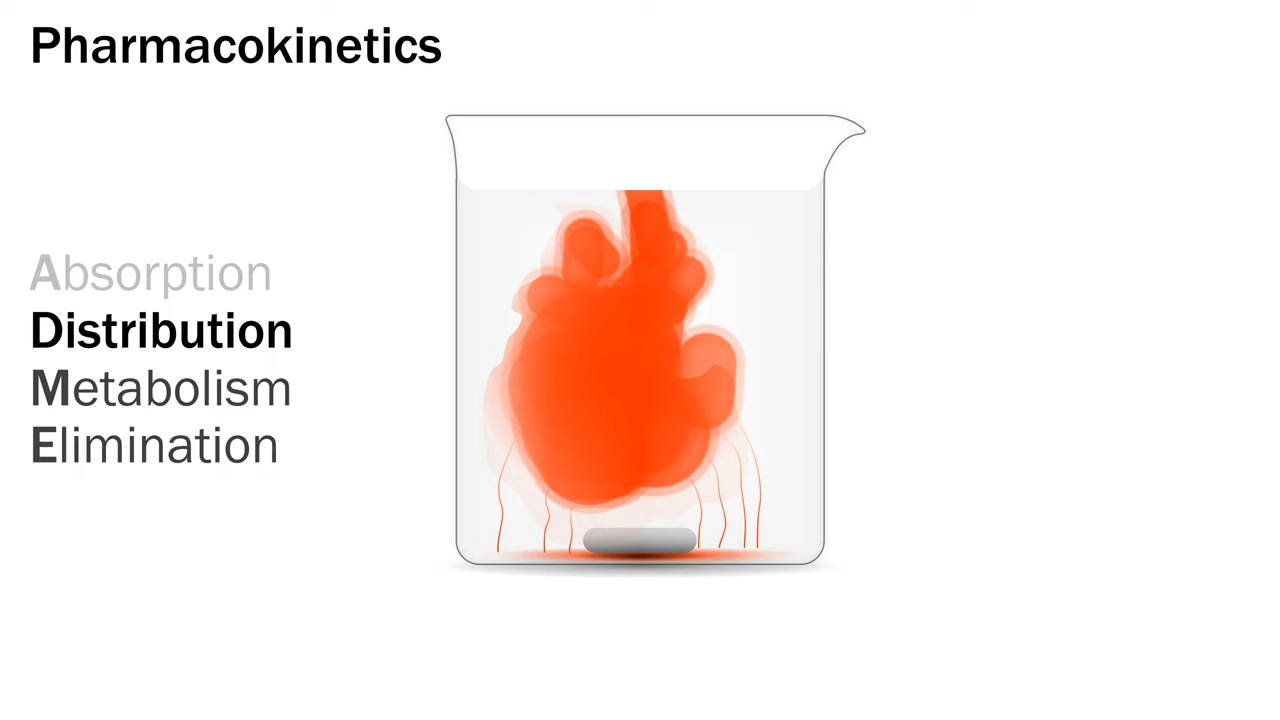 Pharmacokinetics
Absorption
Distribution
Metabolism
Elimination